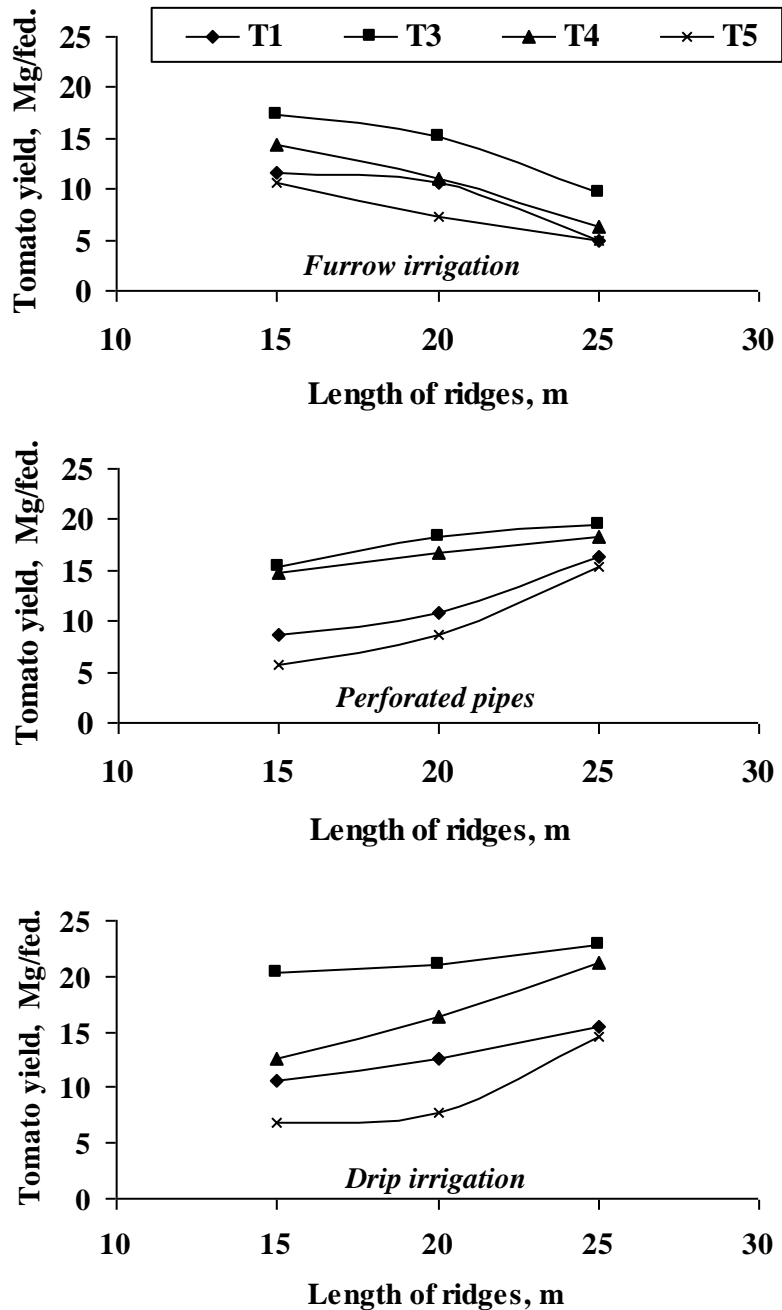 T1 T3 T4 T5
Tomato yield, Mg/fed.
25
20
15
10
5
0
Furrow irrigation
10 15 20 25 30
Length of ridges, m
Tomato yield, Mg/fed.
25
20
15
10
5
0
Perforated pipes
10 15 20 25 30
Length of ridges, m
Tomato yield, Mg/fed.
25
20
15
10
5
0
Drip irrigation
10 15 20 25 30
Length of ridges, m